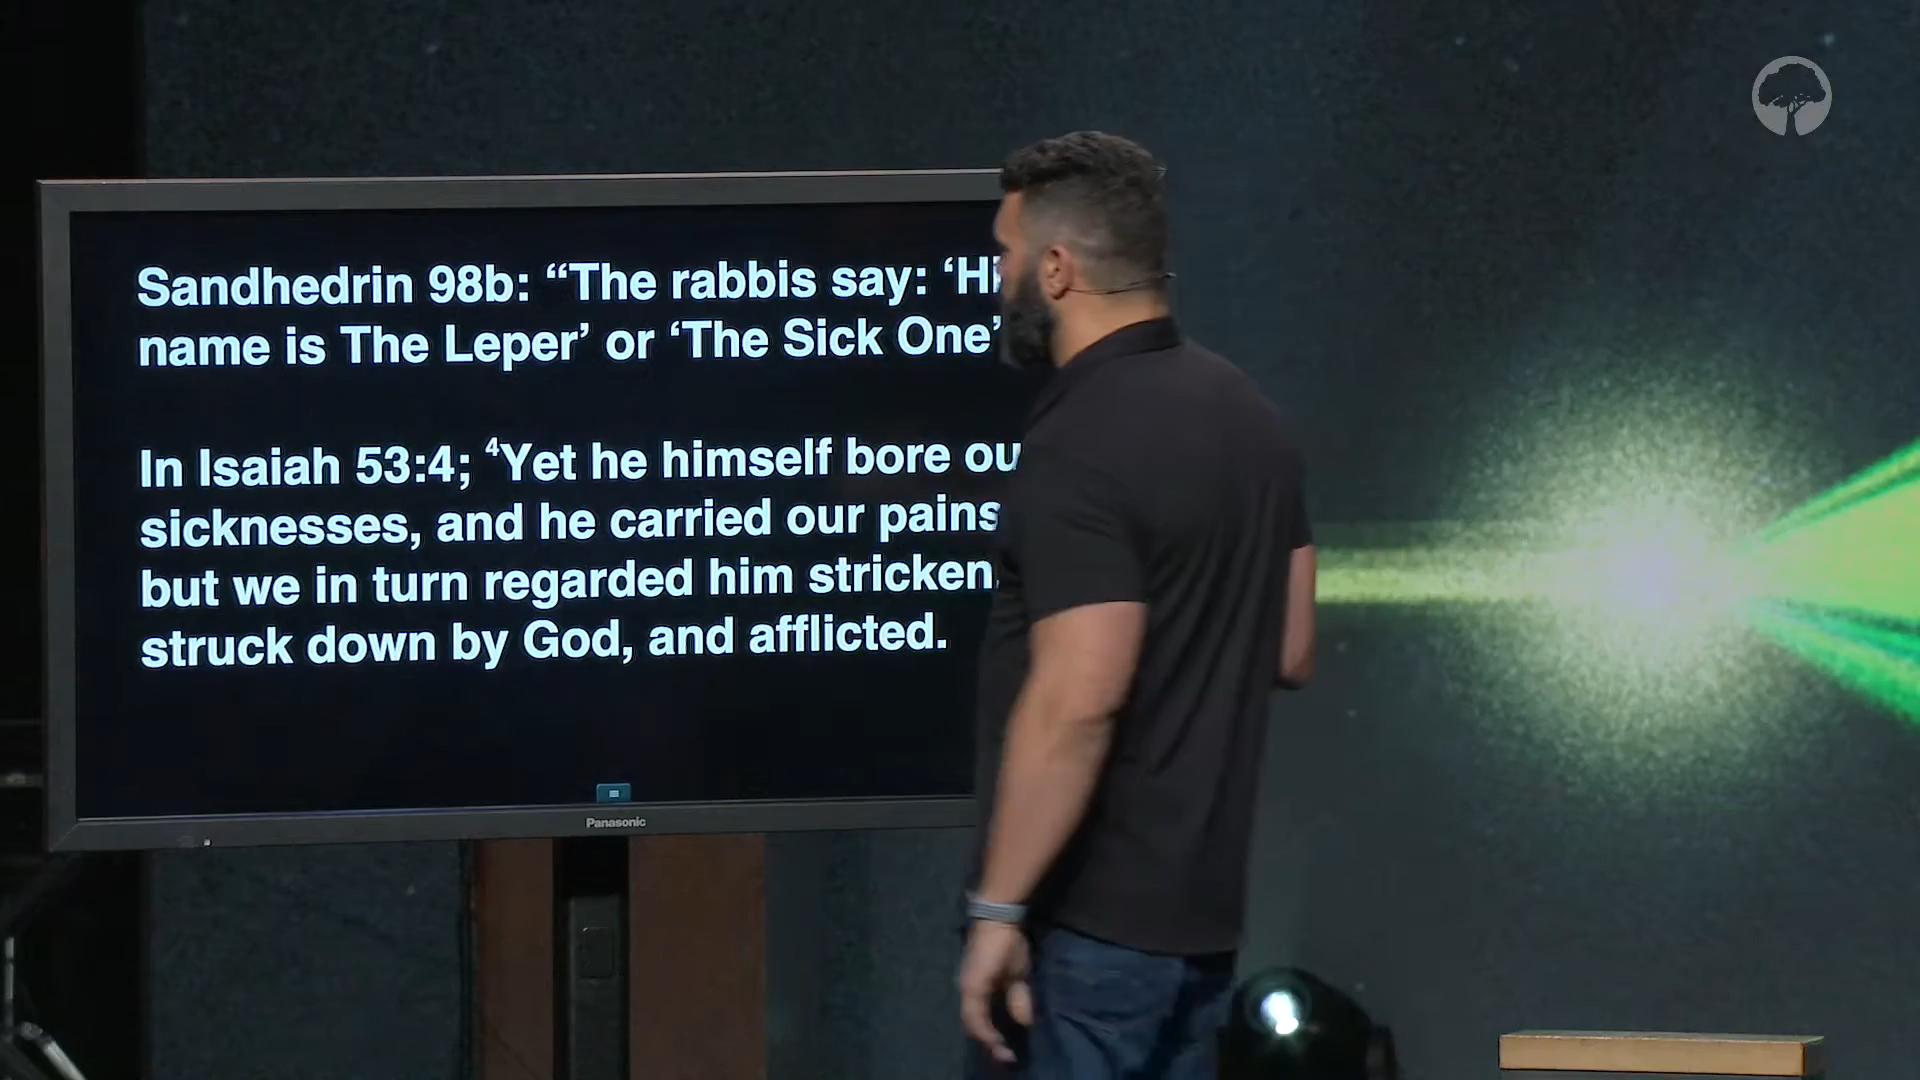 Sandhedrin 98b: “The rabbis say: ‘Hi
name is The Leper’ or ‘The Sick One’
In Isaiah 53:4; ⁴Yet he himself bore ou
sicknesses, and he carried our pains
but we in turn regarded him stricken,
struck down by God, and afflicted.
Panasonic